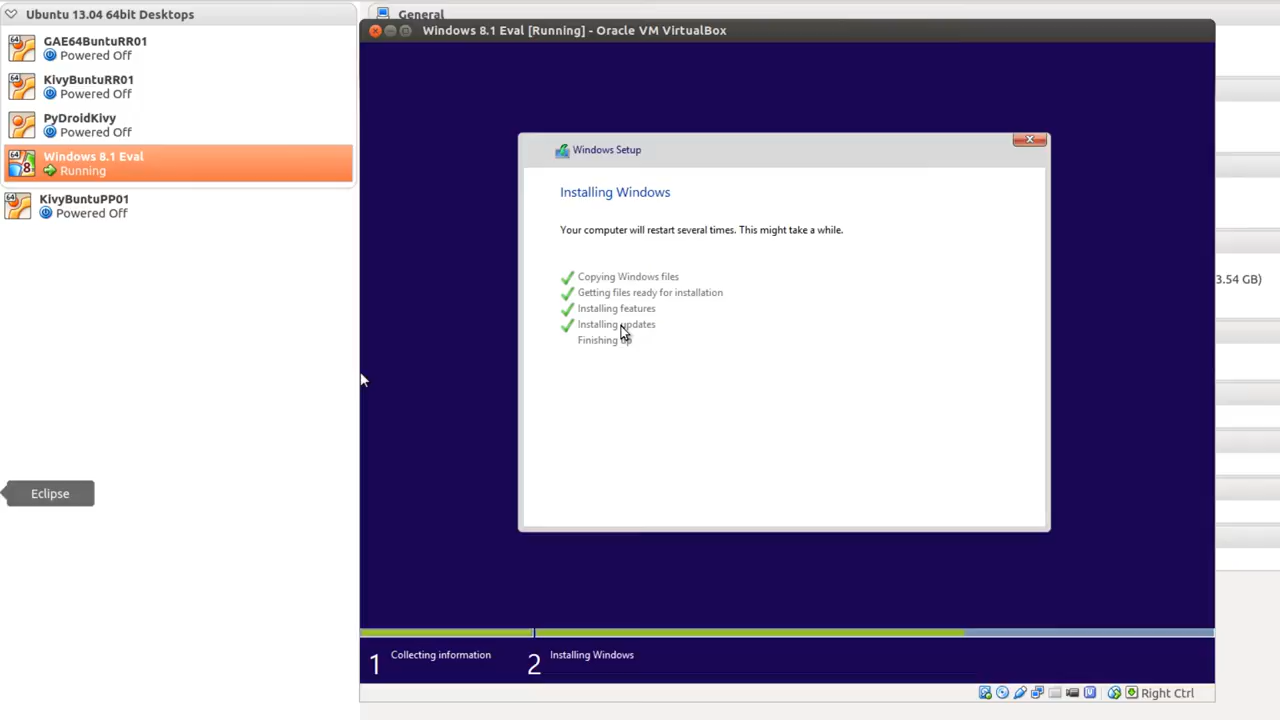 Ubuntu 13.04 64bit Desktops
GAE64BuntuRR01
Powered Off
KivyBuntuRR01
Powered Off
PyDroidKivy
Powered Off
Windows 8.1 Eval
Running
KivyBuntuPP01
Powered Off
Eclipse
General
Windows 8.1 Eval [Running] - Oracle VM VirtualBox
Windows Setup
Installing Windows
Your computer will restart several times. This might take a while.
Copying Windows files
Getting files ready for installation
Installing features
Installing updates
Finishing up
3.54 GB)
1 Collecting information
2 Installing Windows
Right Ctrl